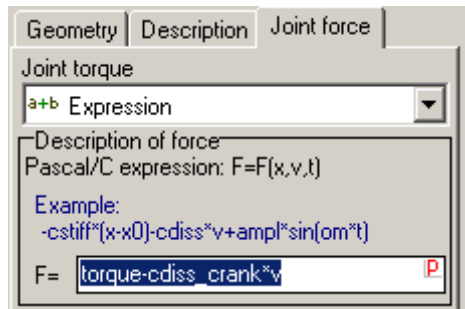 Geometry Description Joint force
Joint torque
a+b Expression
Description of force
Pascal/C expression: F=F(x,v,t)
Example:
-cstiff*(x-x0)-cdiss*v+ampl*sin(om*t)
F= torque-cdiss_crank*v P